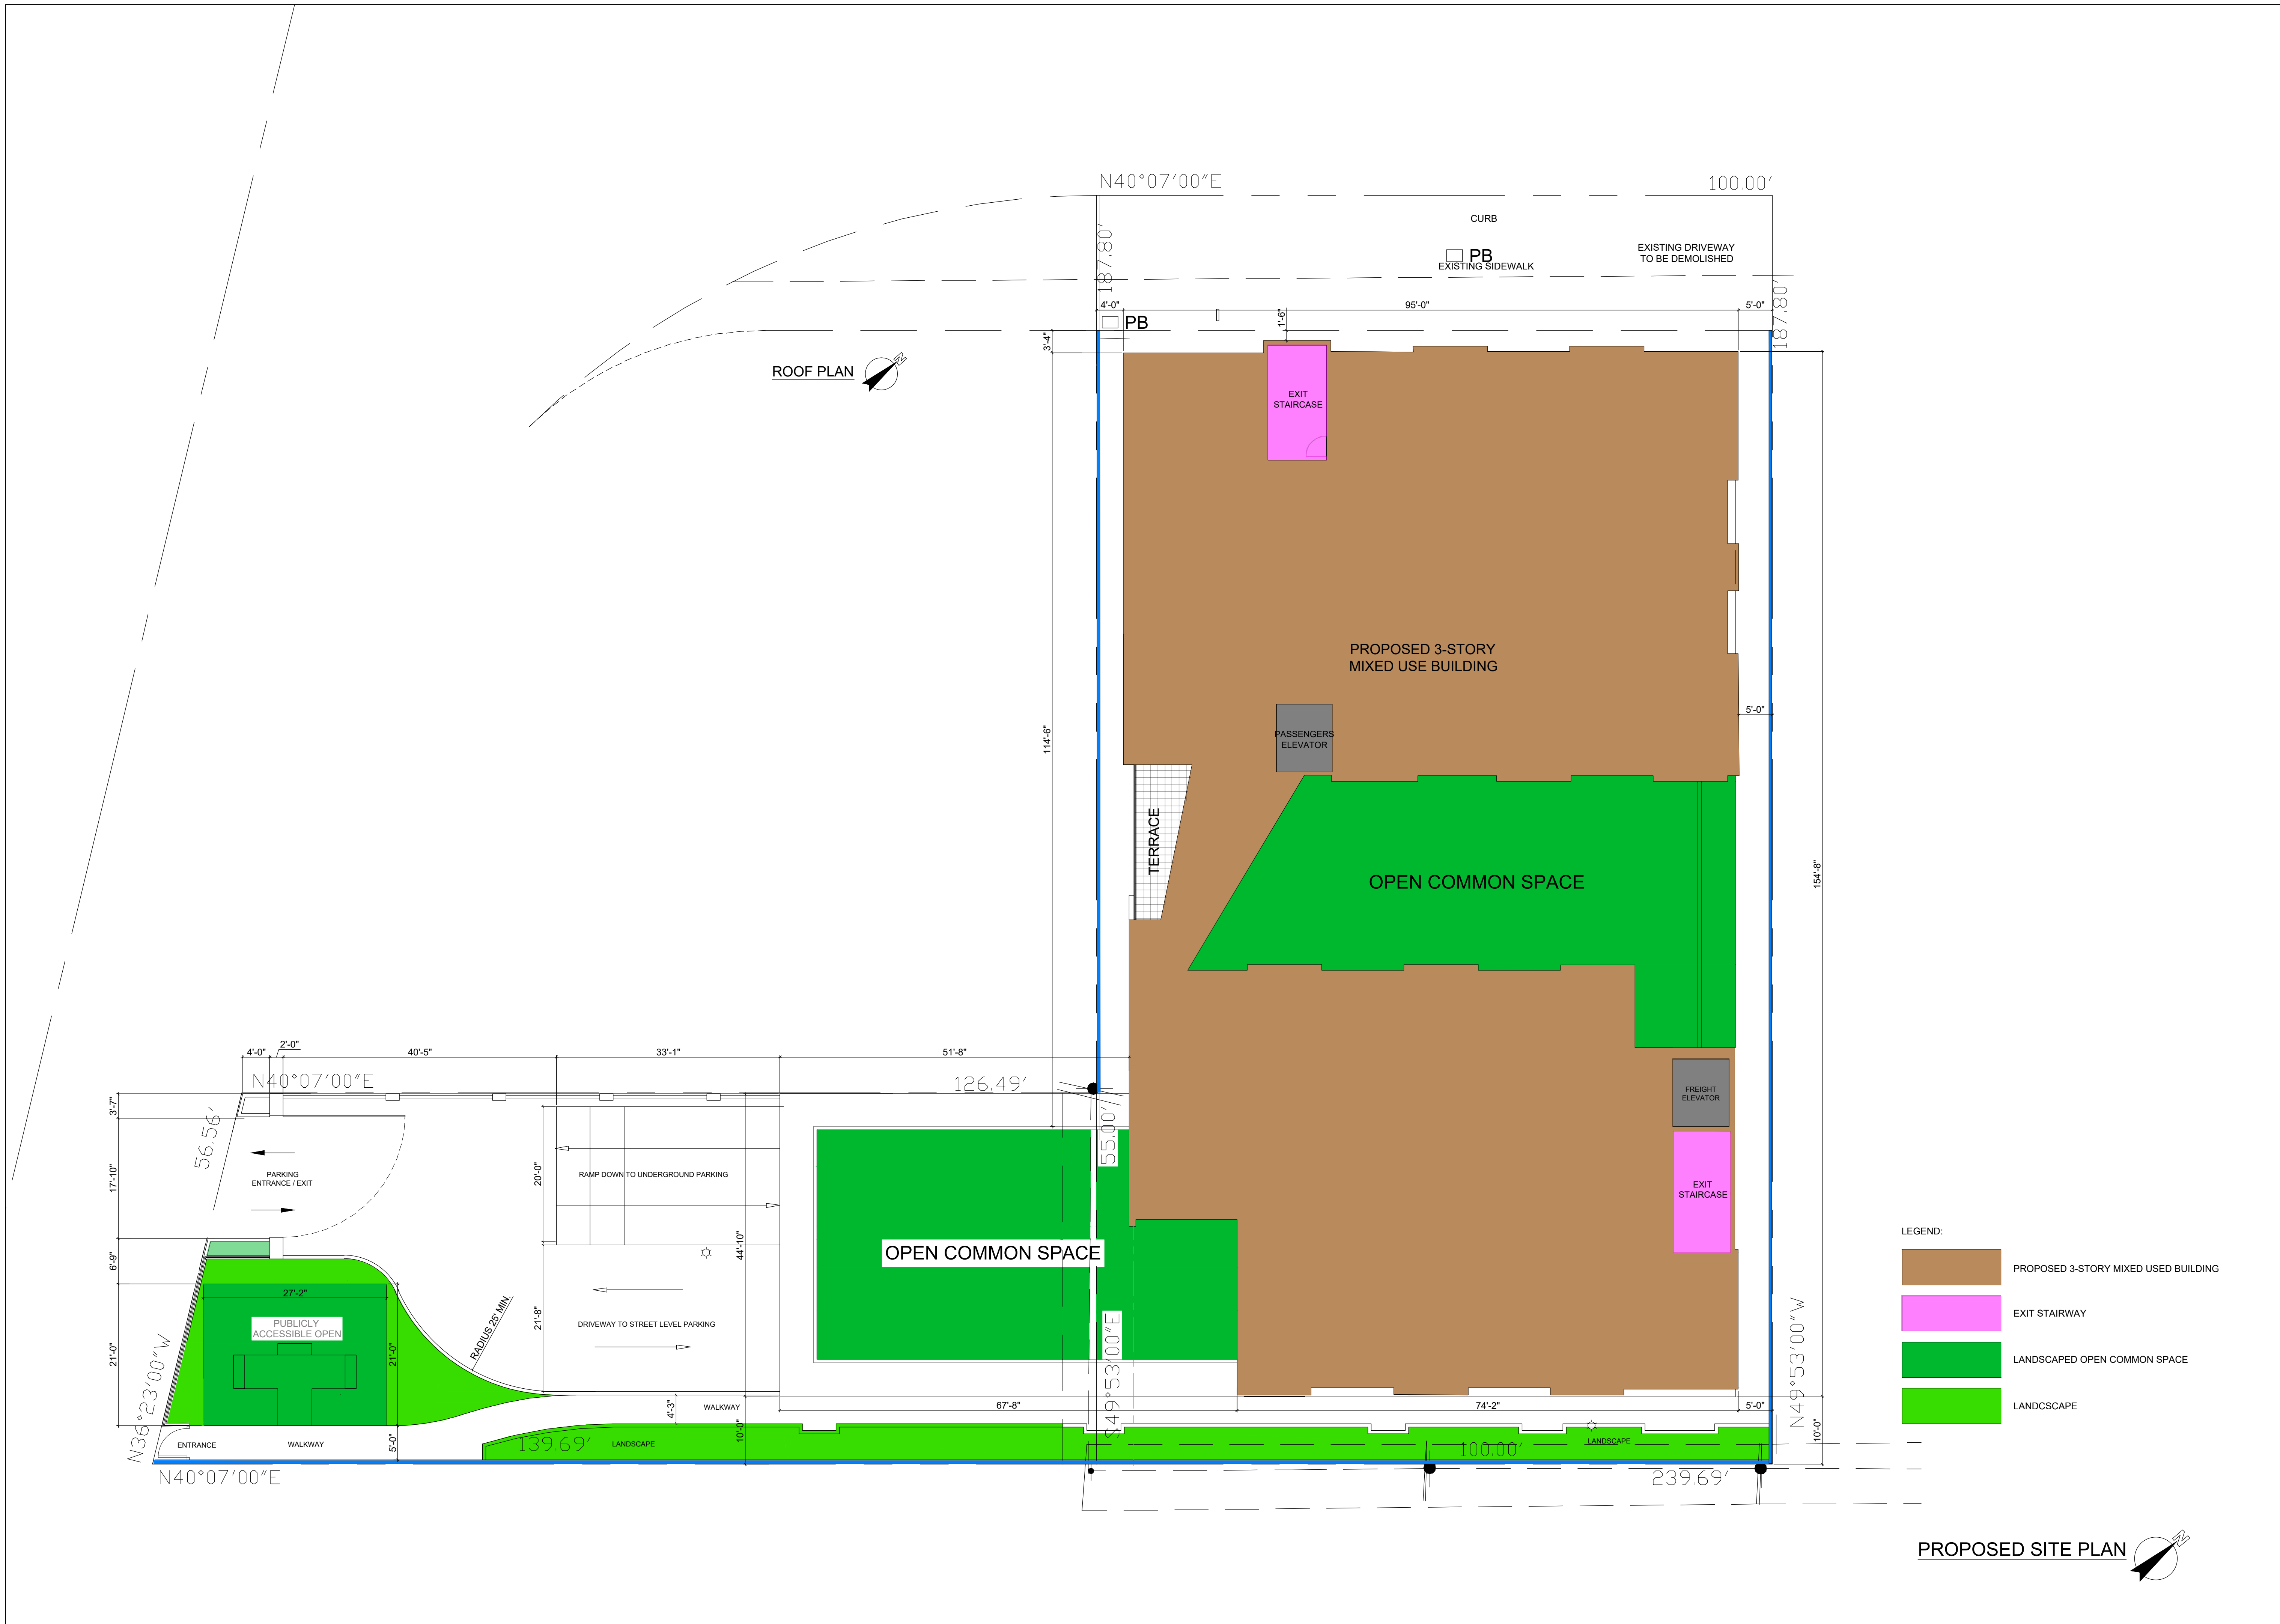 N40°07'00"E
100.00'
CURB
PB
EXISTING SIDEWALK
EXISTING DRIVEWAY
TO BE DEMOLISHED
187.80'
187.80'
4'-0"
95'-0"
5'-0"
PB
1'-6"
3'-4"
ROOF PLAN
N
EXIT
STAIRCASE
PROPOSED 3-STORY
MIXED USE BUILDING
PASSENGERS
ELEVATOR
5'-0"
114'-6"
TERRACE
OPEN COMMON SPACE
154'-8"
4'-0"
2'-0"
40'-5"
33'-1"
51'-8"
N40°07'00"E
126.49'
3'-7"
56.56'
55.00'
FREIGHT
ELEVATOR
17'-10"
PARKING
ENTRANCE / EXIT
20'-0"
RAMP DOWN TO UNDERGROUND PARKING
EXIT
STAIRCASE
44'-10"
OPEN COMMON SPACE
6'-9"
27'-2"
PUBLICLY
ACCESSIBLE OPEN
21'-0"
21'-0"
RADIUS 25" MIN.
21'-8"
DRIVEWAY TO STREET LEVEL PARKING
S49°53'00"E
N49°53'00"W
N36°23'00"W
4'-3"
WALKWAY
67'-8"
74'-2"
5'-0"
10'-0"
10'-0"
ENTRANCE
WALKWAY
5'-0"
139.69'
LANDSCAPE
100.00'
LANDSCAPE
N40°07'00"E
239.69'
LEGEND:
PROPOSED 3-STORY MIXED USED BUILDING
EXIT STAIRWAY
LANDSCAPED OPEN COMMON SPACE
LANDCSCAPE
PROPOSED SITE PLAN
N